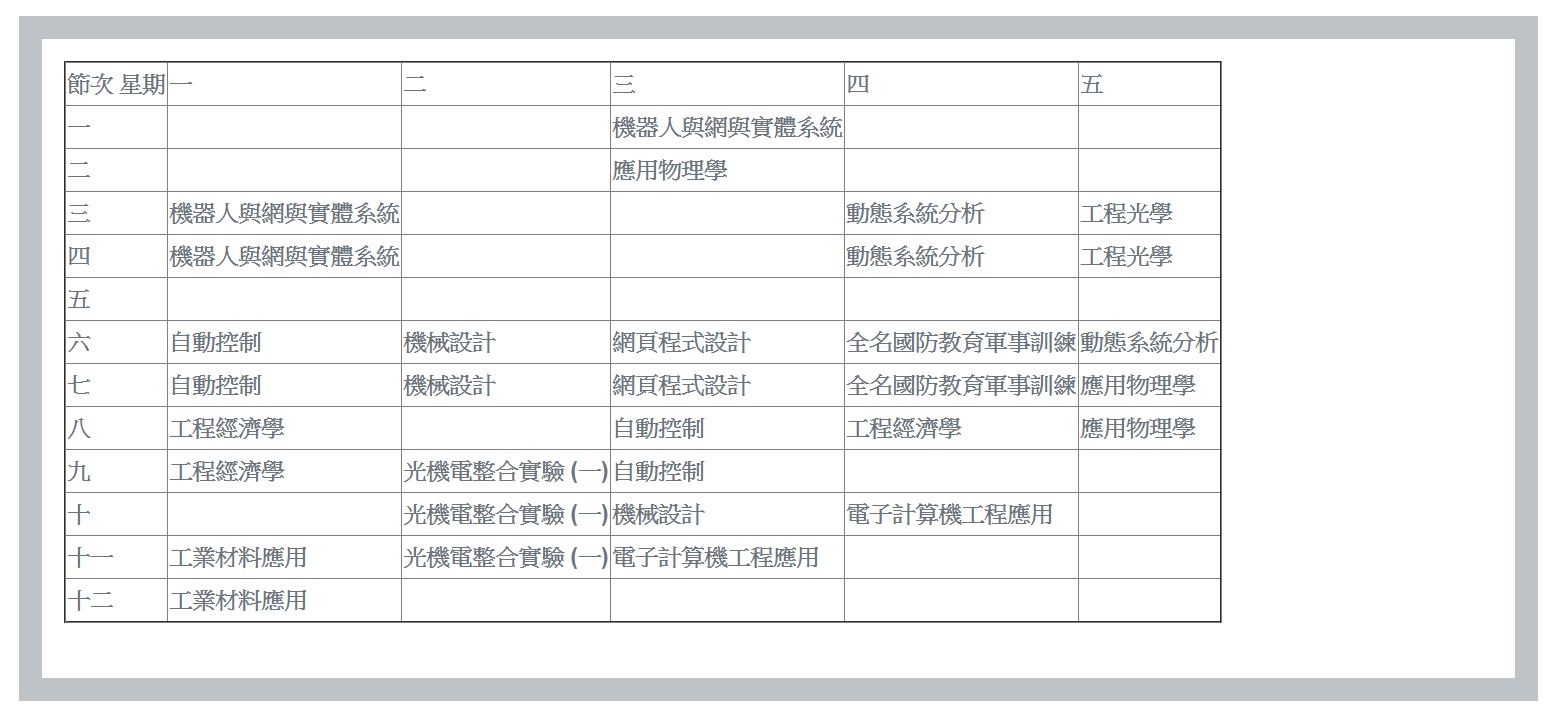 節次 星期 一 二 三 四 五
一 機器人與網與實體系統
二 應用物理學
三 機器人與網與實體系統 動態系統分析 工程光學
四 機器人與網與實體系統 動態系統分析 工程光學
五
六 自動控制 機械設計 網頁程式設計 全名國防教育軍事訓練 動態系統分析
七 自動控制 機械設計 網頁程式設計 全名國防教育軍事訓練 應用物理學
八 工程經濟學 自動控制 工程經濟學 應用物理學
九 工程經濟學 光機電整合實驗 (一) 自動控制
十 光機電整合實驗 (一) 機械設計 電子計算機工程應用
十一 工業材料應用 光機電整合實驗 (一) 電子計算機工程應用
十二 工業材料應用